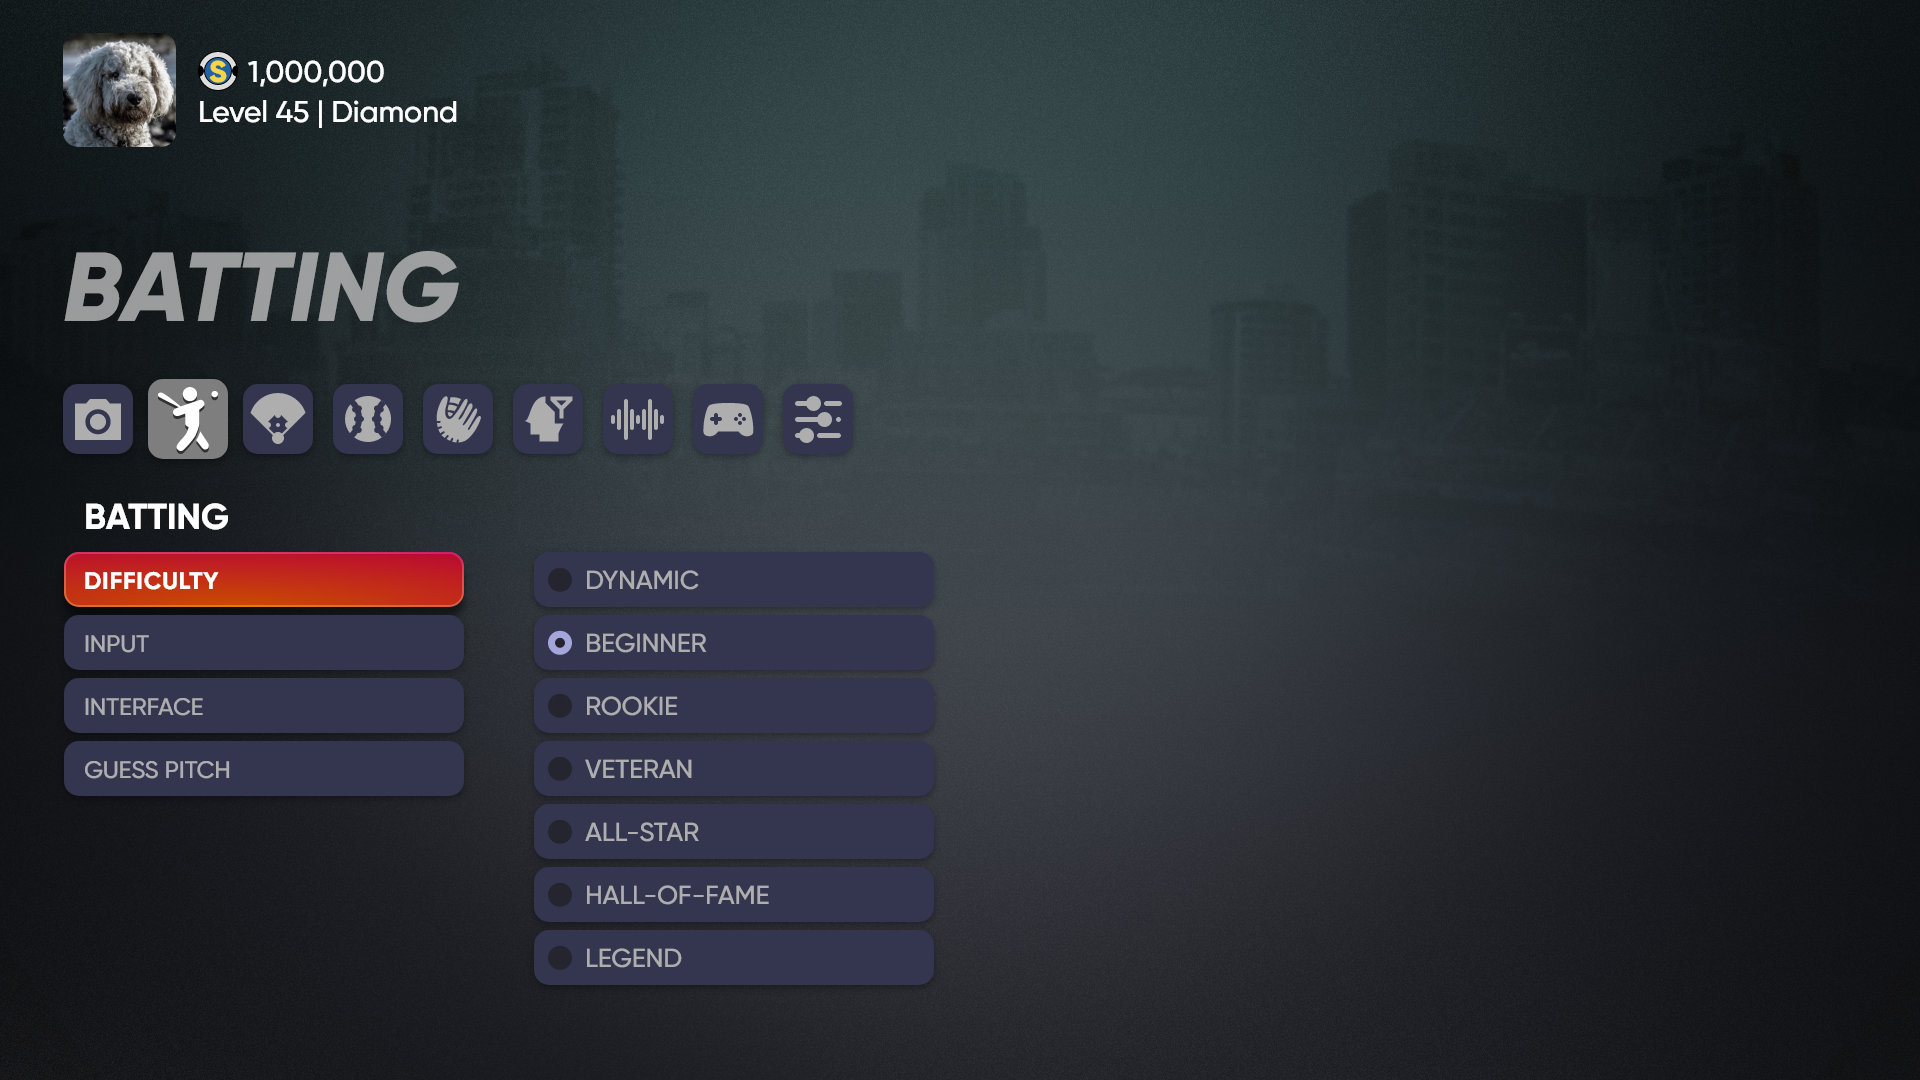 S 1,000,000
Level 45 | Diamond
BATTING
BATTING
DIFFICULTY
INPUT
INTERFACE
GUESS PITCH
DYNAMIC
BEGINNER
ROOKIE
VETERAN
ALL-STAR
HALL-OF-FAME
LEGEND